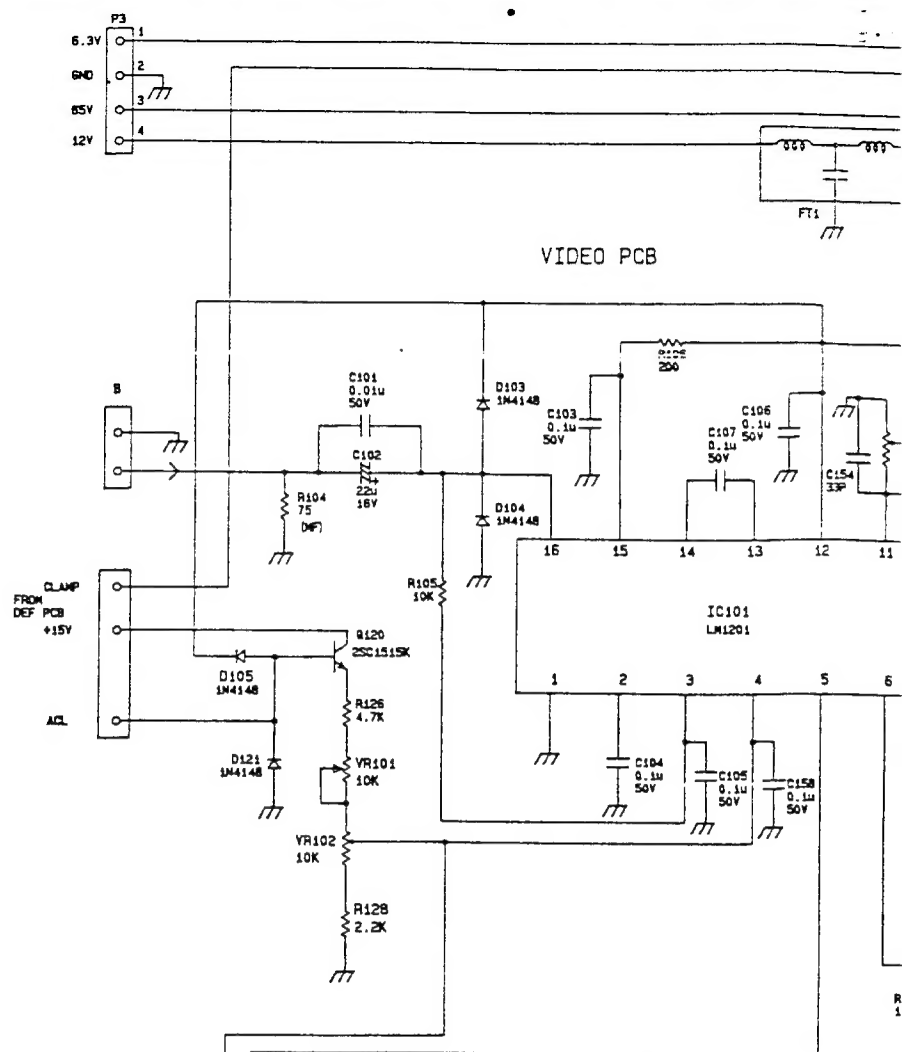 P3
6.3V
1
GND
2
65V
3
12V
4
FT1
VIDEO PCB
B
C101
0.01u
50V
C102
22u
16V
R104
75
(MF)
D103
1N4148
D104
1N4148
C103
0.1u
50V
200
C107
0.1u
50V
C106
0.1u
50V
C154
33P
16
15
14
13
12
11
R105
10K
IC101
LM1201
1
2
3
4
5
6
CLAMP
FROM
DEF PCB
+15V
ACL
D105
1N4148
Q120
2SC1515K
R126
4.7K
D121
1N4148
VR101
10K
VR102
10K
R128
2.2K
C104
0.1u
50V
C105
0.1u
50V
C158
0.1u
50V
R
1